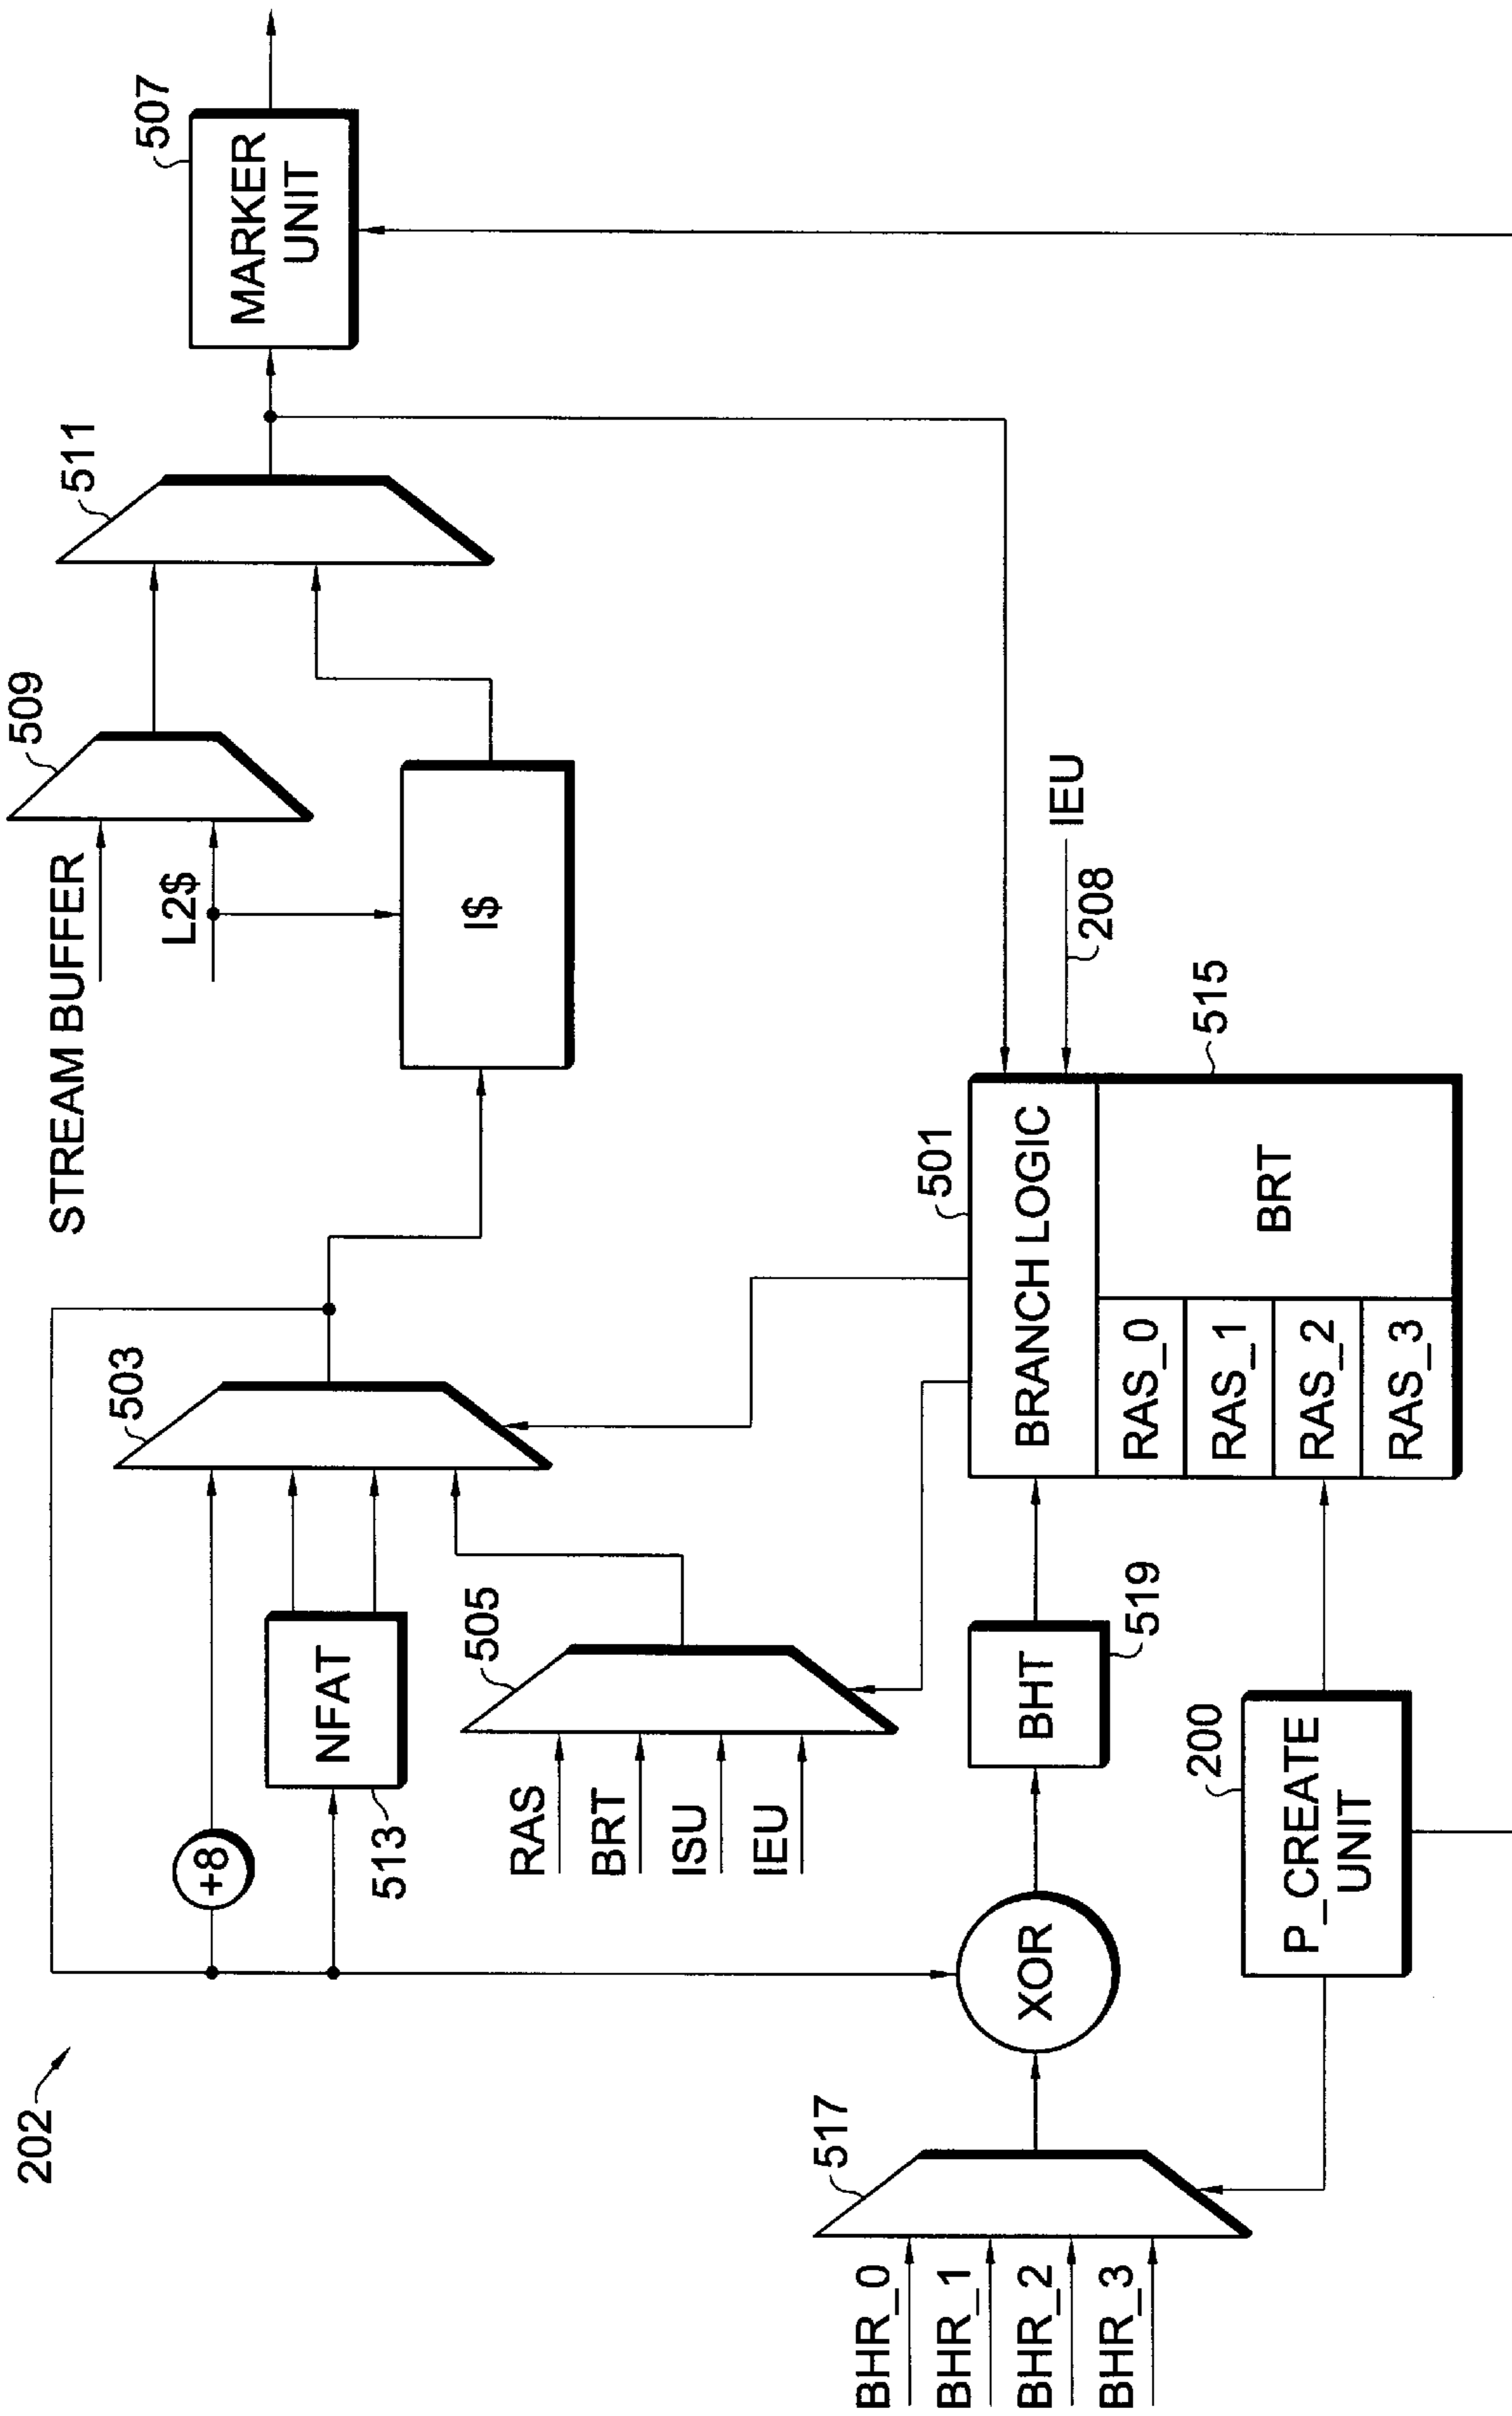 202
507
MARKER
UNIT
511
509
STREAM BUFFER
L2$
I$
503
+8
NFAT
513
505
RAS
BRT
ISU
IEU
IEU
208
501
515
BRANCH LOGIC
RAS_0
RAS_1
RAS_2
RAS_3
BRT
BHT
519
XOR
200
P_CREATE
UNIT
517
BHR_0
BHR_1
BHR_2
BHR_3